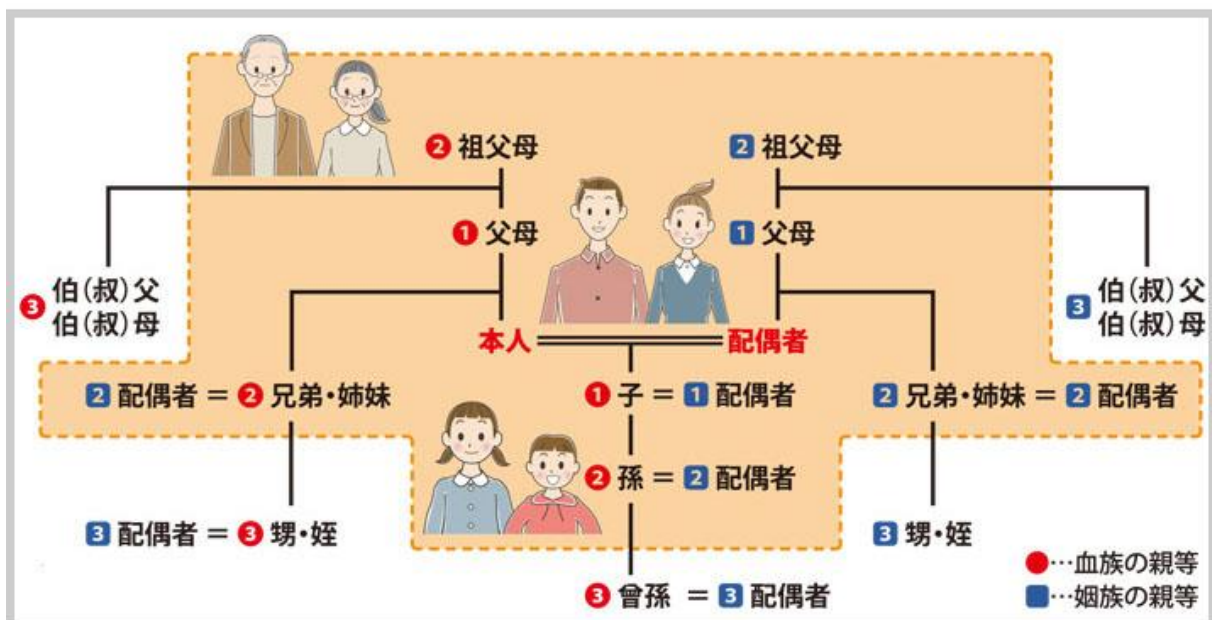 ❷ 祖父母
2 祖父母
❶ 父母
1 父母
❸ 伯(叔)父
伯(叔)母
3 伯(叔)父
伯(叔)母
本人
配偶者
2 配偶者 = ❷ 兄弟・姉妹
❶ 子 = 1 配偶者
2 兄弟・姉妹 = 2 配偶者
❷ 孫 = 2 配偶者
3 配偶者 = ❸ 甥・姪
3 甥・姪
❸ 曾孫 = 3 配偶者
●…血族の親等
■…姻族の親等